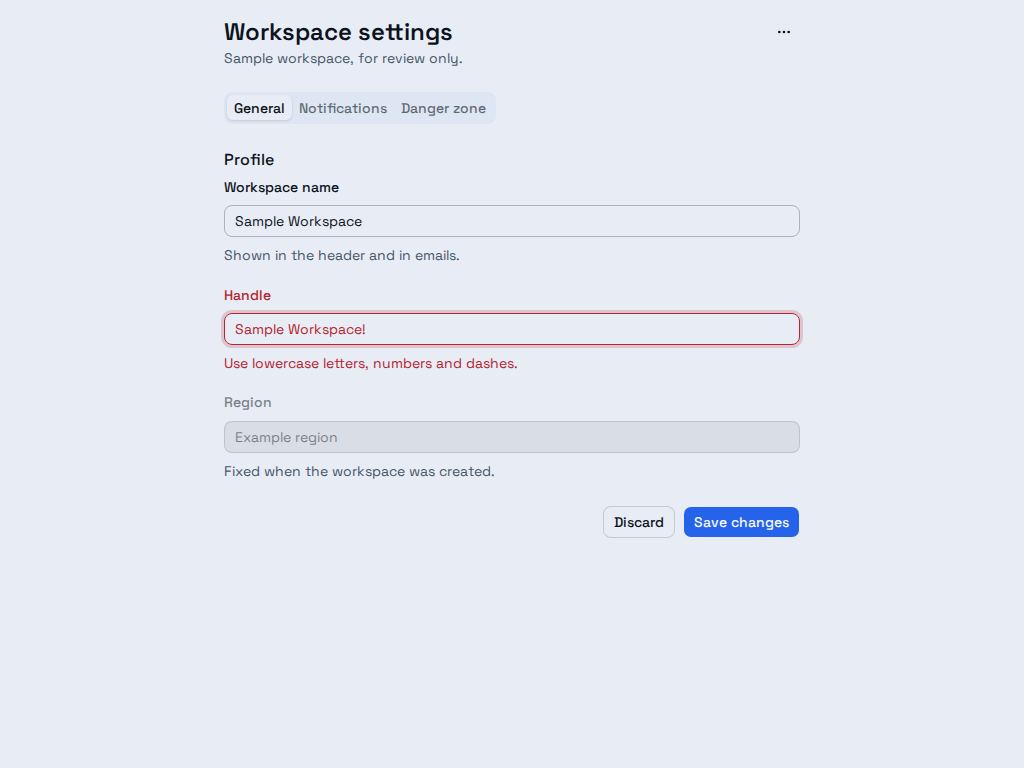 Workspace settings
Sample workspace, for review only.
General Notifications Danger zone
Profile
Workspace name
Sample Workspace
Shown in the header and in emails.
Handle
Sample Workspace!
Use lowercase letters, numbers and dashes.
Region
Example region
Fixed when the workspace was created.
Discard Save changes